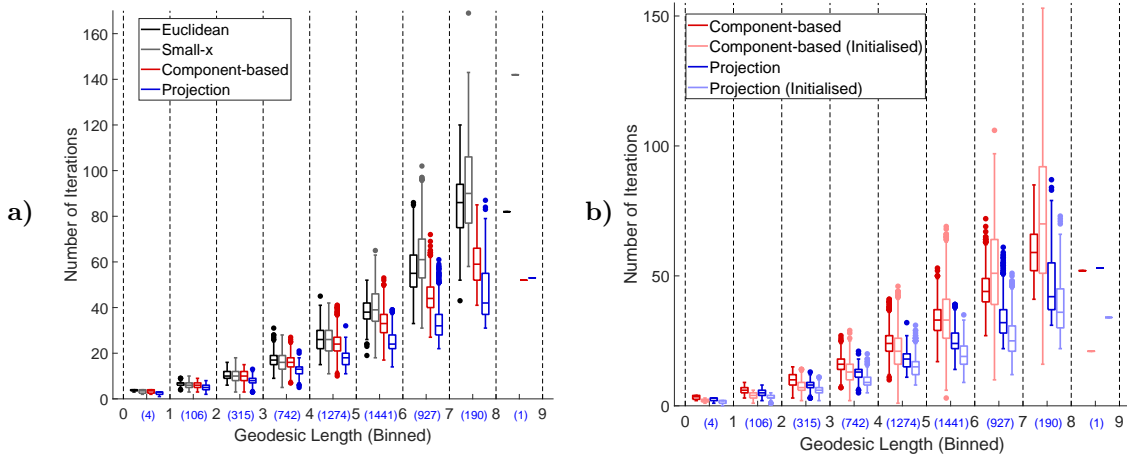 a)
Number of Iterations
160
140
120
100
80
60
40
20
0
Euclidean
Small-x
Component-based
Projection
0 1 2 3 4 5 6 7 8 9
(4) (106) (315) (742) (1274) (1441) (927) (190) (1)
Geodesic Length (Binned)
b)
Number of Iterations
150
100
50
0
Component-based
Component-based (Initialised)
Projection
Projection (Initialised)
0 1 2 3 4 5 6 7 8 9
(4) (106) (315) (742) (1274) (1441) (927) (190) (1)
Geodesic Length (Binned)